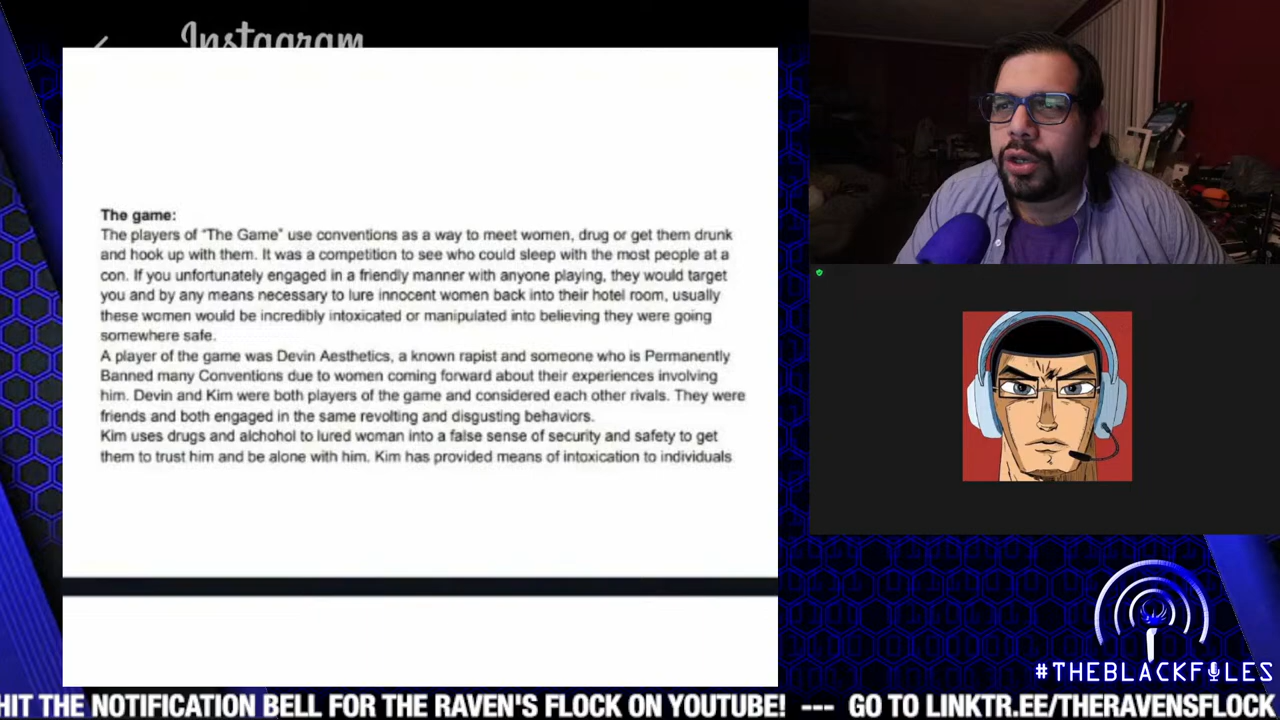 Instagram
The game:
The players of "The Game" use conventions as a way to meet women, drug or get them drunk
and hook up with them. It was a competition to see who could sleep with the most people at a
con. If you unfortunately engaged in a friendly manner with anyone playing, they would target
you and by any means necessary to lure innocent women back into their hotel room, usually
these women would be incredibly intoxicated or manipulated into believing they were going
somewhere safe.
A player of the game was Devin Aesthetics, a known rapist and someone who is Permanently
Banned many Conventions due to women coming forward about their experiences involving
him. Devin and Kim were both players of the game and considered each other rivals. They were
friends and both engaged in the same revolting and disgusting behaviors.
Kim uses drugs and alchohol to lured woman into a false sense of security and safety to get
them to trust him and be alone with him. Kim has provided means of intoxication to individuals
#THEBLACKFILES
HIT THE NOTIFICATION BELL FOR THE RAVEN'S FLOCK ON YOUTUBE! --- GO TO LINKTR.EE/THERAVENSFLOCK